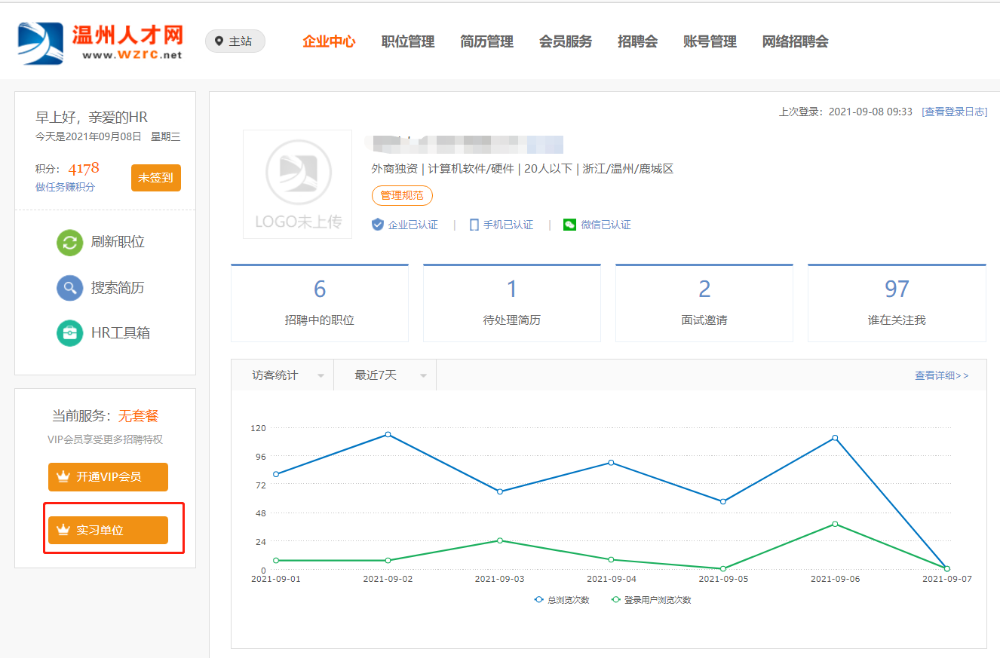 温州人才网
www.wzrc.net
主站
企业中心 职位管理 简历管理 会员服务 招聘会 账号管理 网络招聘会
早上好，亲爱的HR
今天是2021年09月08日 星期三
积分：4178
做任务赚积分
未签到
刷新职位
搜索简历
HR工具箱
当前服务：无套餐
VIP会员享受更多招聘特权
开通VIP会员
实习单位
上次登录：2021-09-08 09:33 [查看登录日志]
LOGO未上传
外商独资 | 计算机软件/硬件 | 20人以下 | 浙江/温州/鹿城区
管理规范
企业已认证 | 手机已认证 | 微信已认证
6
招聘中的职位
1
待处理简历
2
面试邀请
97
谁在关注我
访客统计 最近7天 查看详细>>
120
96
72
48
24
0
2021-09-01 2021-09-02 2021-09-03 2021-09-04 2021-09-05 2021-09-06 2021-09-07
总浏览次数 登录用户浏览次数